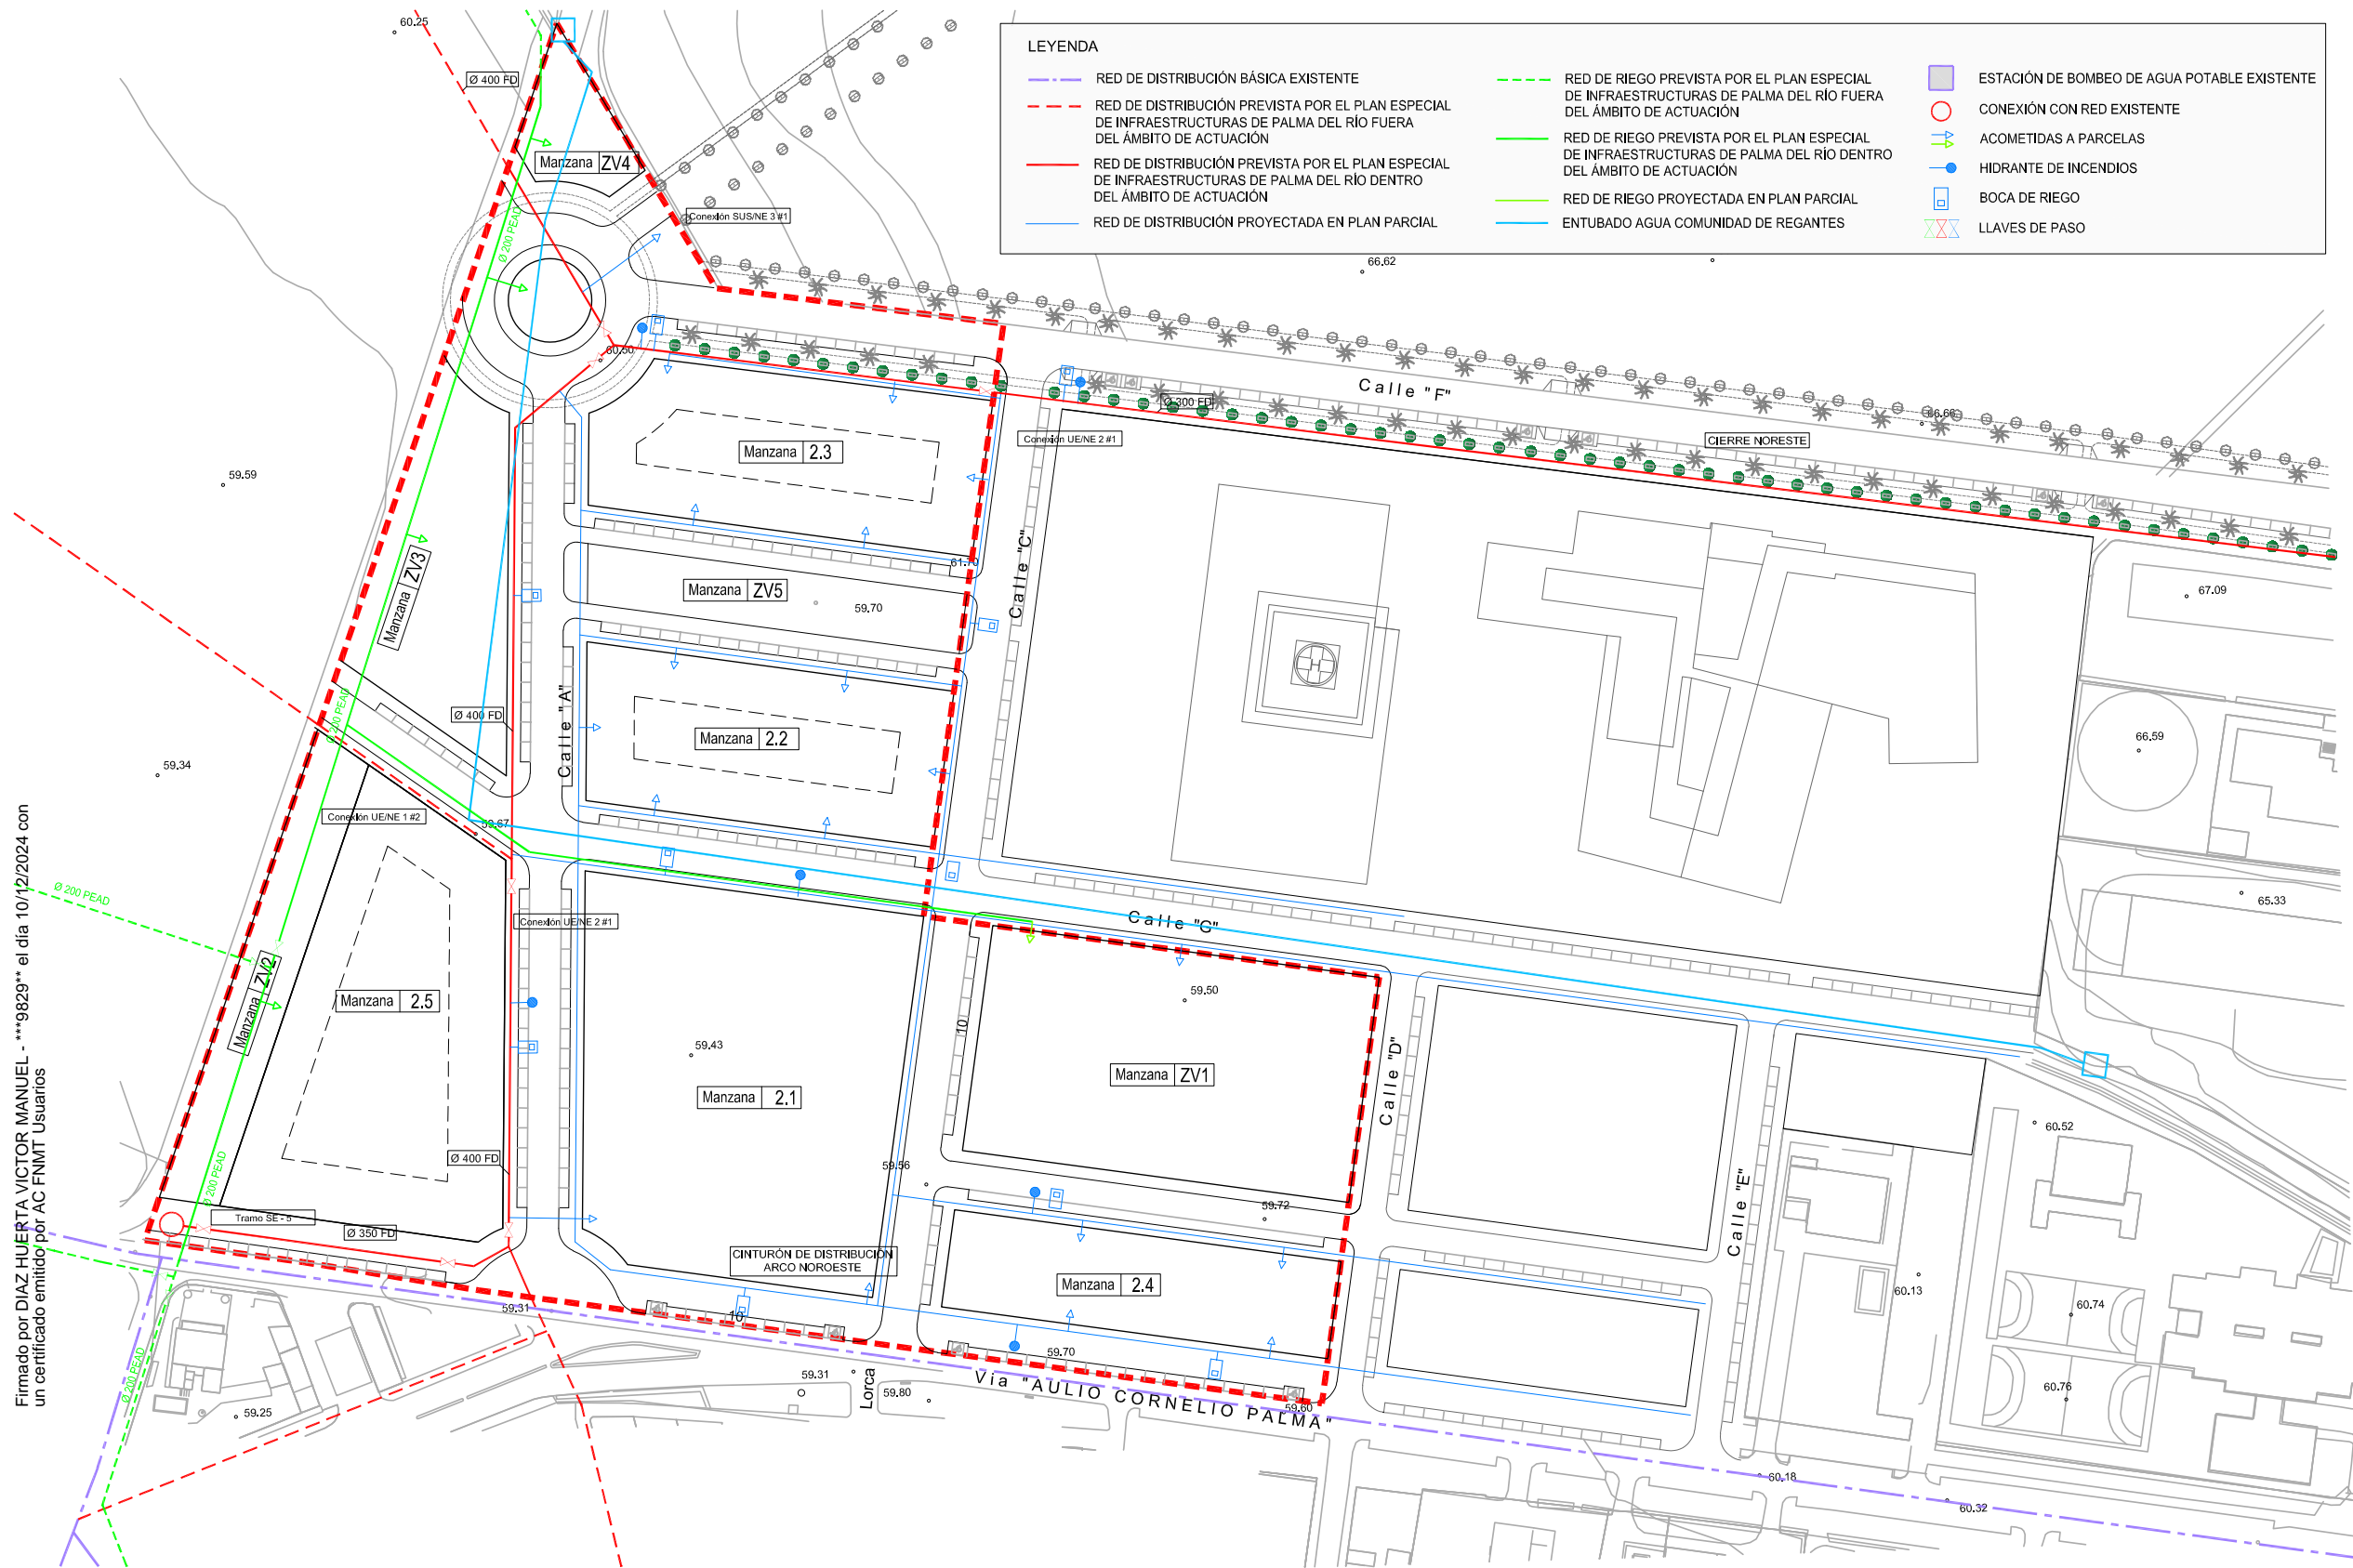 LEYENDA
RED DE DISTRIBUCIÓN BÁSICA EXISTENTE
RED DE DISTRIBUCIÓN PREVISTA POR EL PLAN ESPECIAL
DE INFRAESTRUCTURAS DE PALMA DEL RÍO FUERA
DEL ÁMBITO DE ACTUACIÓN
RED DE DISTRIBUCIÓN PREVISTA POR EL PLAN ESPECIAL
DE INFRAESTRUCTURAS DE PALMA DEL RÍO DENTRO
DEL ÁMBITO DE ACTUACIÓN
RED DE DISTRIBUCIÓN PROYECTADA EN PLAN PARCIAL
RED DE RIEGO PREVISTA POR EL PLAN ESPECIAL
DE INFRAESTRUCTURAS DE PALMA DEL RÍO FUERA
DEL ÁMBITO DE ACTUACIÓN
RED DE RIEGO PREVISTA POR EL PLAN ESPECIAL
DE INFRAESTRUCTURAS DE PALMA DEL RÍO DENTRO
DEL ÁMBITO DE ACTUACIÓN
RED DE RIEGO PROYECTADA EN PLAN PARCIAL
ENTUBADO AGUA COMUNIDAD DE REGANTES
ESTACIÓN DE BOMBEO DE AGUA POTABLE EXISTENTE
CONEXIÓN CON RED EXISTENTE
ACOMETIDAS A PARCELAS
HIDRANTE DE INCENDIOS
BOCA DE RIEGO
LLAVES DE PASO
60.25
Ø 400 FD
Manzana ZV4
Conexión SUS/NE 3 #1
Ø 200 PEAD
66.62
60.50
Calle "F"
Ø 300 FD
66.66
Conexión UE/NE 2 #1
CIERRE NORESTE
Manzana 2.3
59.59
Calle "C"
61.70
Manzana ZV3
Manzana ZV5
59.70
67.09
Ø 200 PEAD
Ø 400 FD
Calle "A"
Manzana 2.2
66.59
59.34
Conexión UE/NE 1 #2
59.67
Ø 200 PEAD
65.33
Conexión UE/NE 2 #1
Calle "G"
Manzana ZV2
Manzana 2.5
59.50
59.43
10
Calle "D"
Manzana ZV1
Manzana 2.1
60.52
Ø 400 FD
59.56
Calle "E"
Ø 200 PEAD
59.72
Tramo SE - 5
Ø 350 FD
CINTURÓN DE DISTRIBUCIÓN
ARCO NOROESTE
Manzana 2.4
60.13
60.74
59.31
10
59.70
59.31
Lorca
59.80
Vía "AULIO CORNELIO PALMA"
59.60
60.76
Ø 200 PEAD
59.25
60.18
60.32
Firmado por DIAZ HUERTA VICTOR MANUEL - ***9829** el día 10/12/2024 con
un certificado emitido por AC FNMT Usuarios